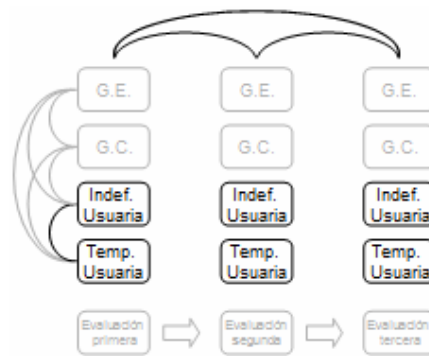 G.E. G.E. G.E.
G.C. G.C. G.C.
Indef. Indef. Indef.
Usuaria Usuaria Usuaria
Temp. Temp. Temp.
Usuaria Usuaria Usuaria
Evaluación Evaluación Evaluación
primera segunda tercera